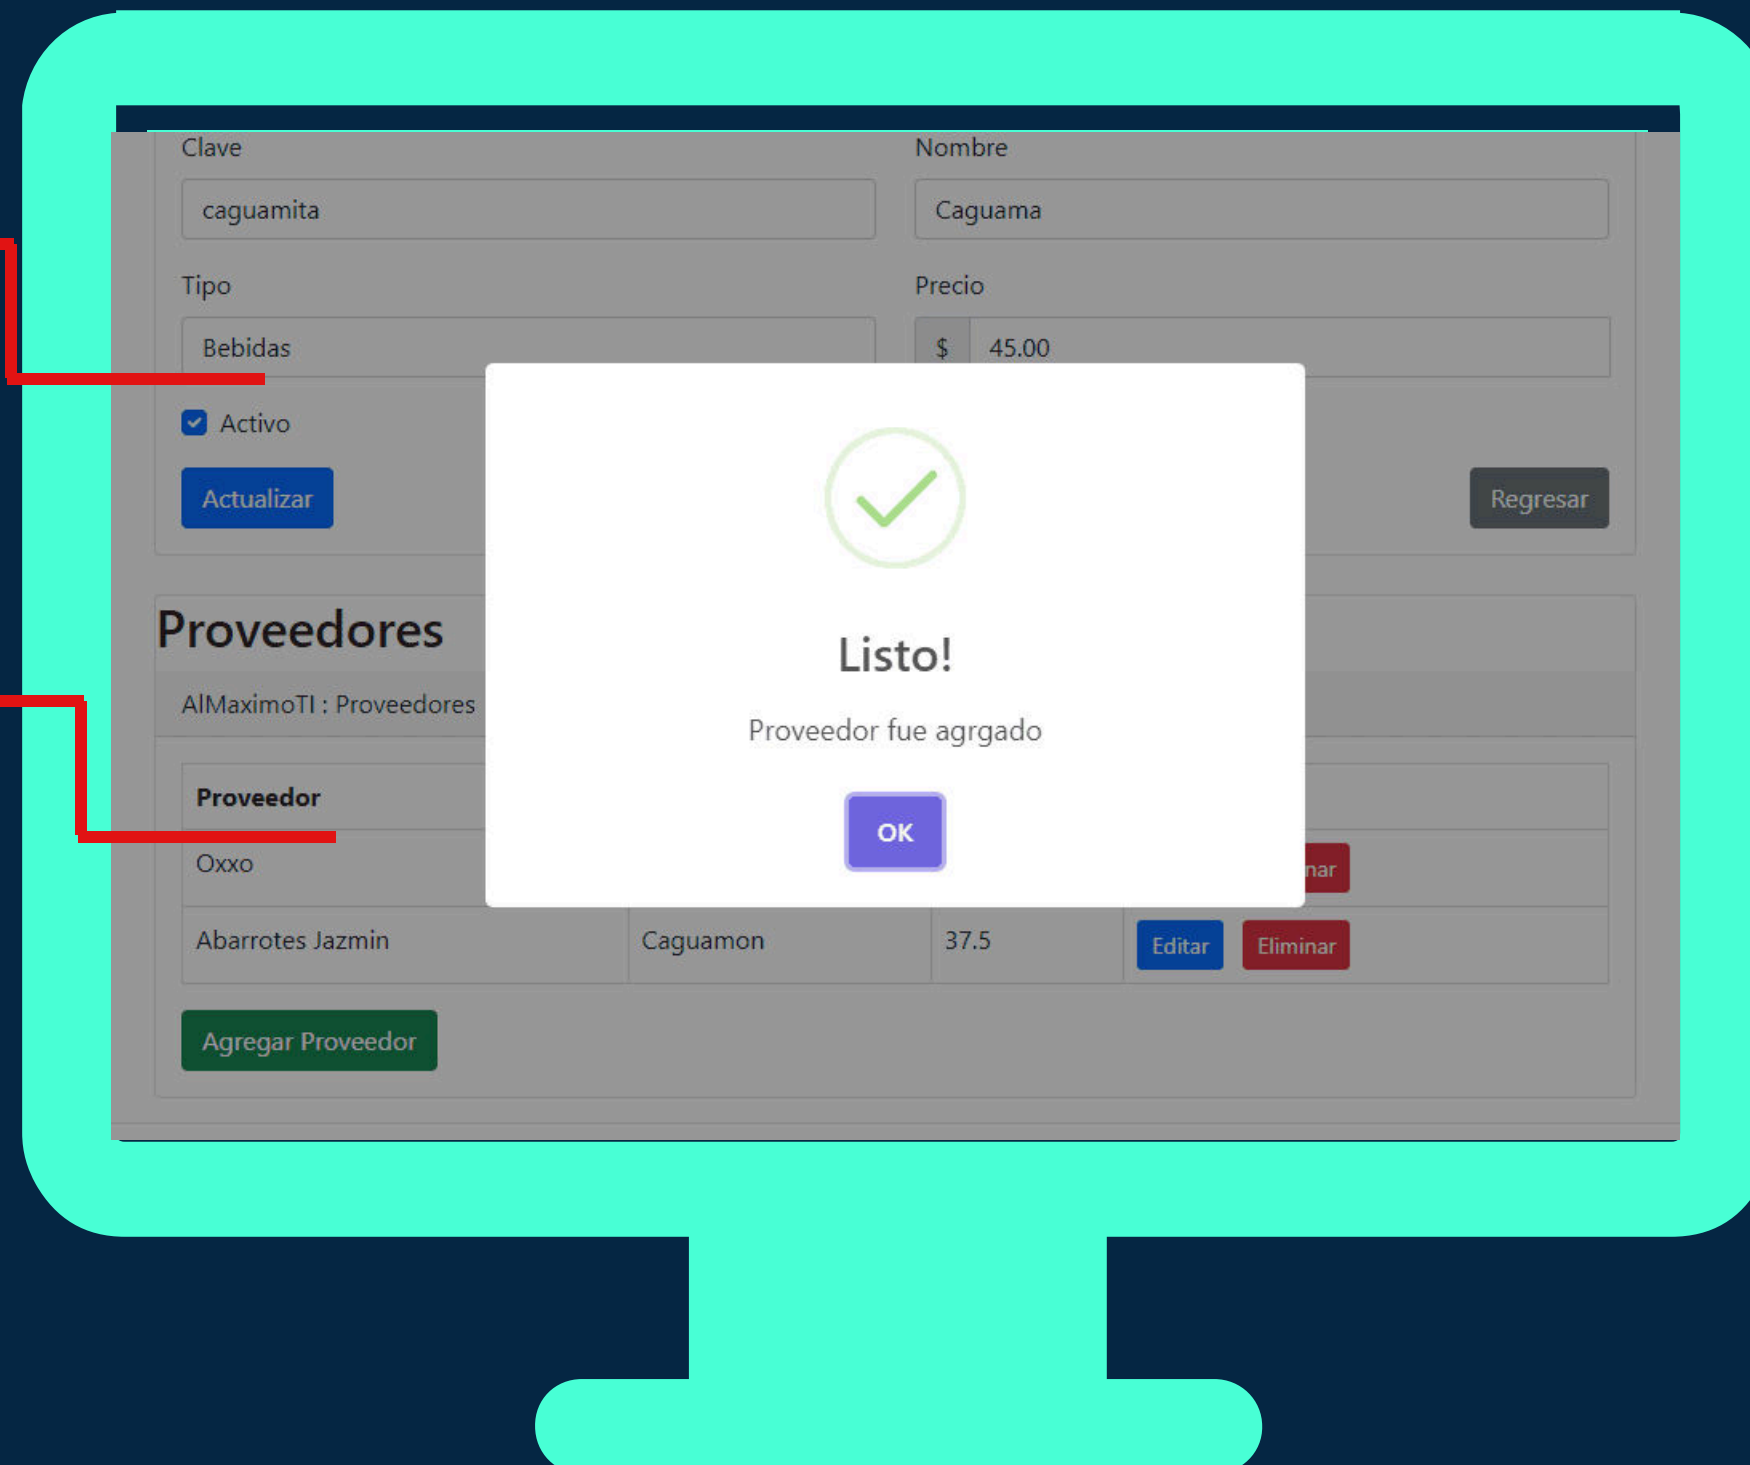 Clave
Nombre
caguamita
Caguama
Tipo
Precio
Bebidas
$ 45.00
Activo
Actualizar
Regresar
Proveedores
AlMaximoTI : Proveedores
Listo!
Proveedor fue agrgado
OK
Proveedor
Oxxo
nar
Abarrotes Jazmin Caguamon 37.5 Editar Eliminar
Agregar Proveedor